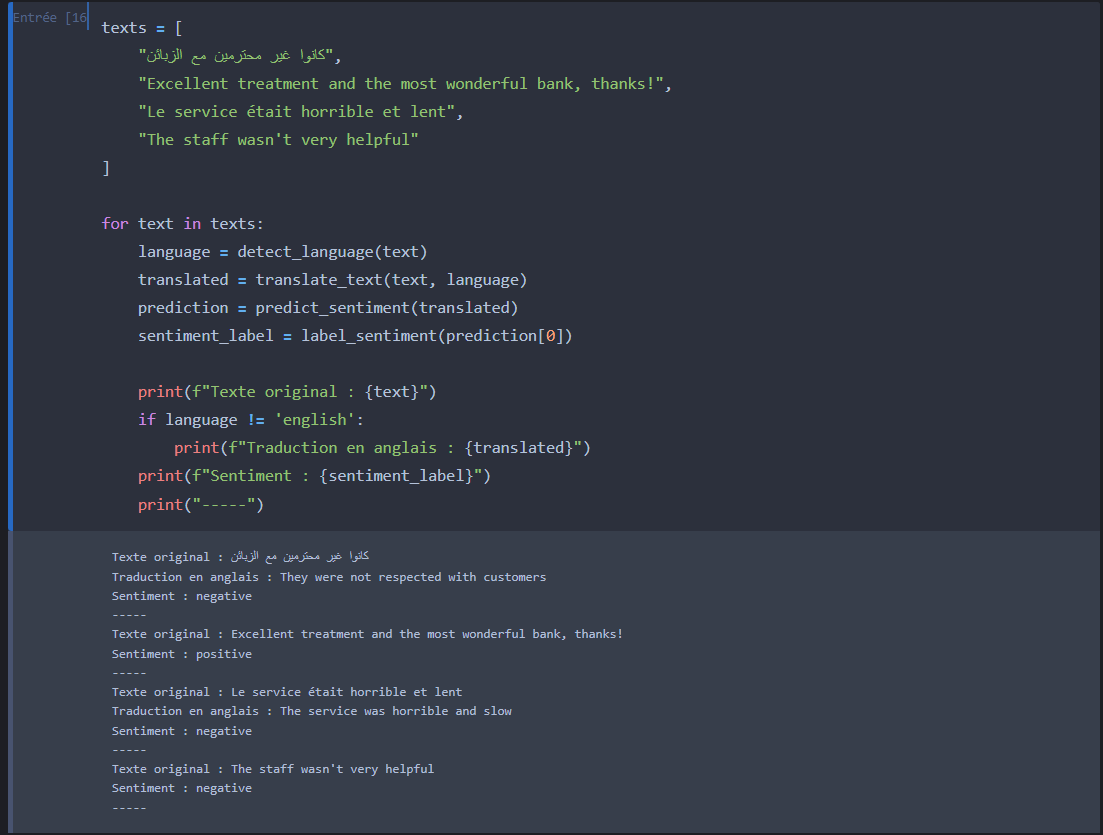 Entrée [16
texts = [
    "كانوا غير محترمين مع الزبائن",
    "Excellent treatment and the most wonderful bank, thanks!",
    "Le service était horrible et lent",
    "The staff wasn't very helpful"
]
for text in texts:
    language = detect_language(text)
    translated = translate_text(text, language)
    prediction = predict_sentiment(translated)
    sentiment_label = label_sentiment(prediction[0])
    print(f"Texte original : {text}")
    if language != 'english':
        print(f"Traduction en anglais : {translated}")
    print(f"Sentiment : {sentiment_label}")
    print("-----")
Texte original : كانوا غير محترمين مع الزبائن
Traduction en anglais : They were not respected with customers
Sentiment : negative
-----
Texte original : Excellent treatment and the most wonderful bank, thanks!
Sentiment : positive
-----
Texte original : Le service était horrible et lent
Traduction en anglais : The service was horrible and slow
Sentiment : negative
-----
Texte original : The staff wasn't very helpful
Sentiment : negative
-----